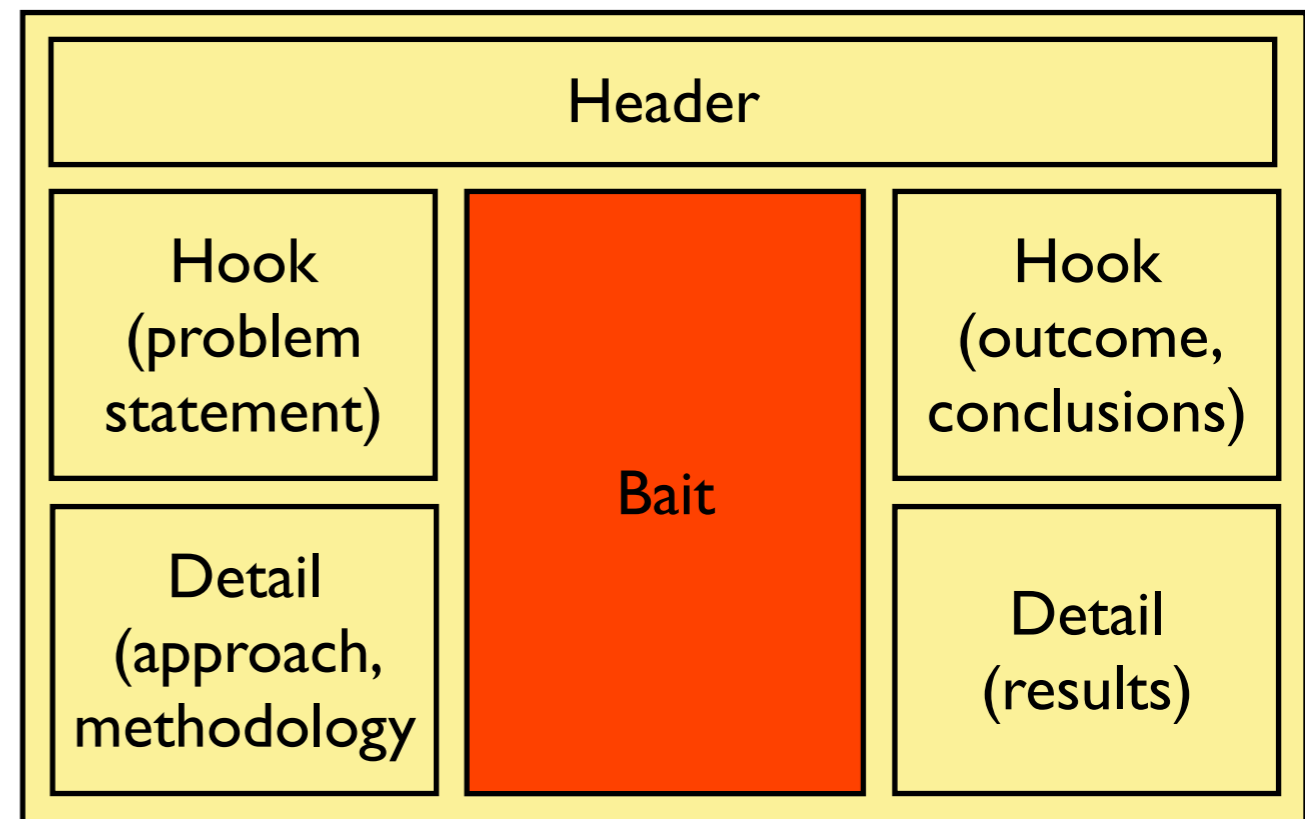 Header
Hook
(problem
statement)
Detail
(approach,
methodology
Bait
Hook
(outcome,
conclusions)
Detail
(results)